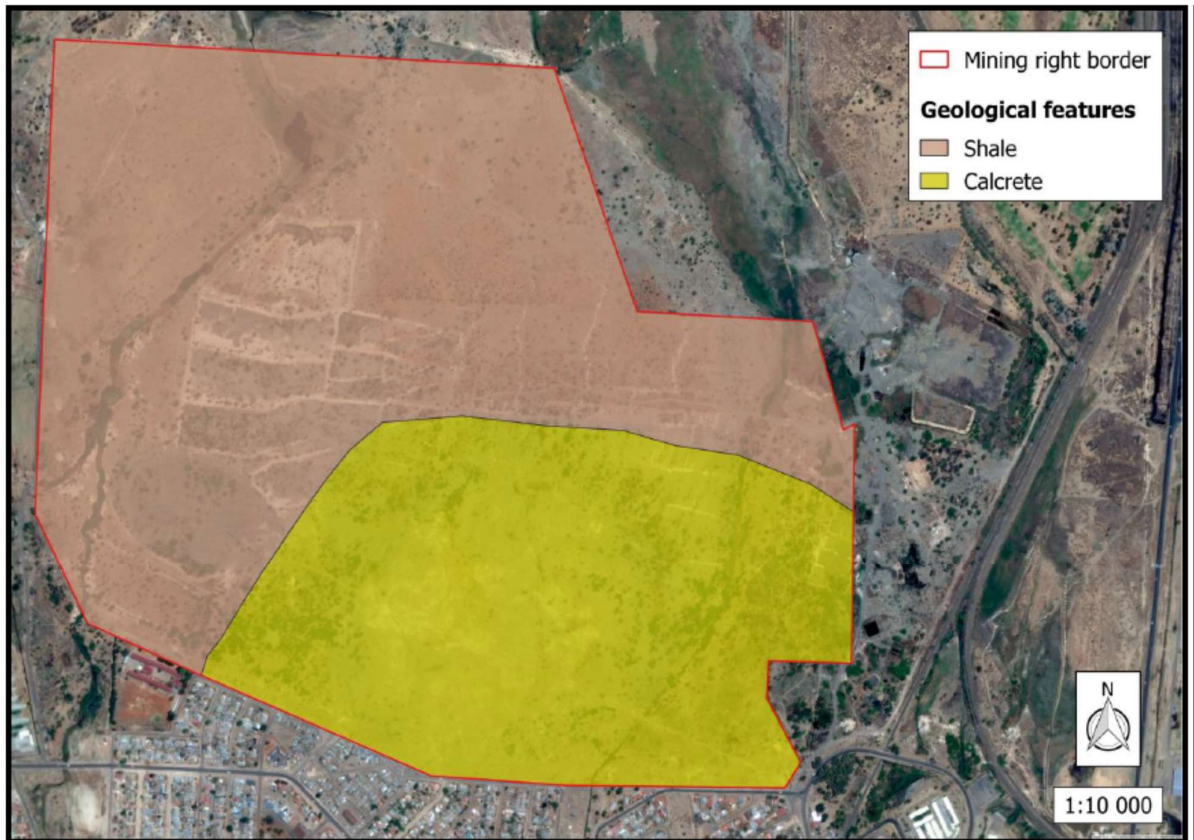 Mining right border
Geological features
Shale
Calcrete
N
1:10 000